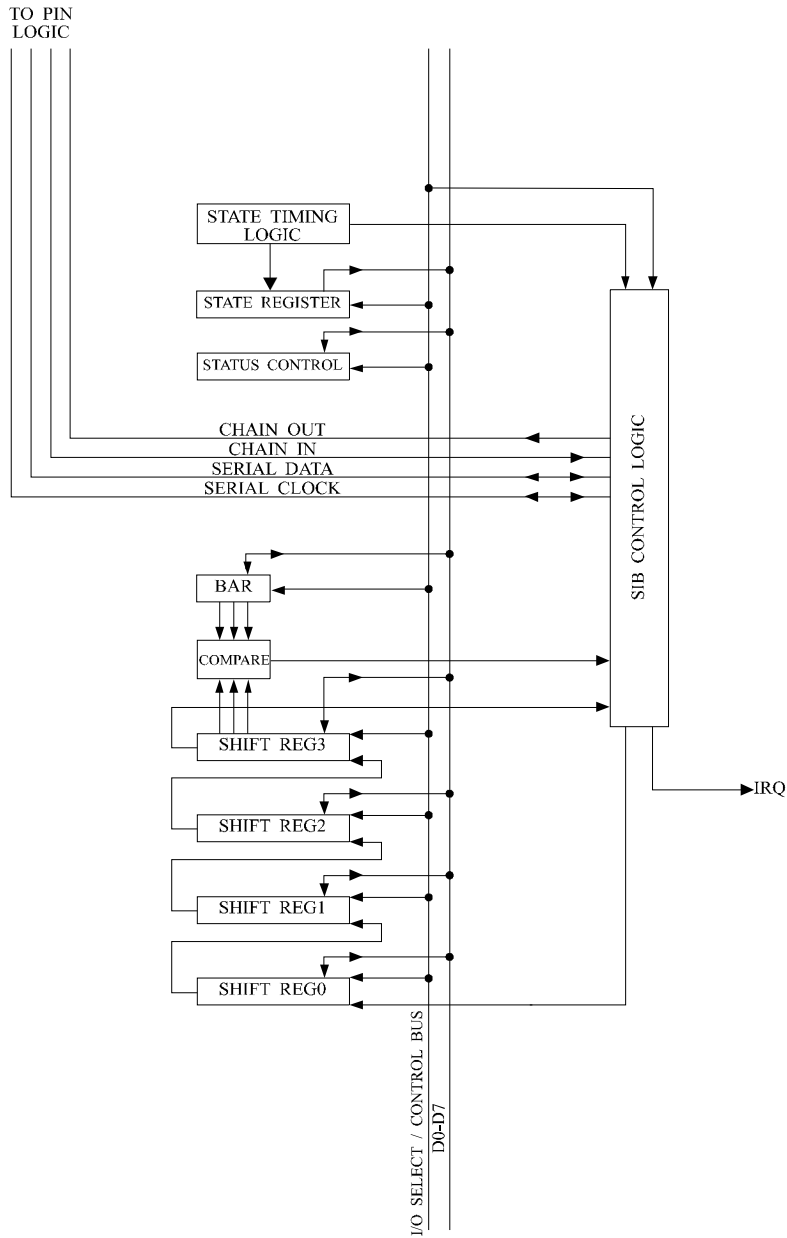 TO PIN
LOGIC
STATE TIMING
LOGIC
STATE REGISTER
STATUS CONTROL
CHAIN OUT
CHAIN IN
SERIAL DATA
SERIAL CLOCK
SIB CONTROL LOGIC
BAR
COMPARE
SHIFT REG3
IRQ
SHIFT REG2
SHIFT REG1
SHIFT REG0
I/O SELECT / CONTROL BUS
D0-D7